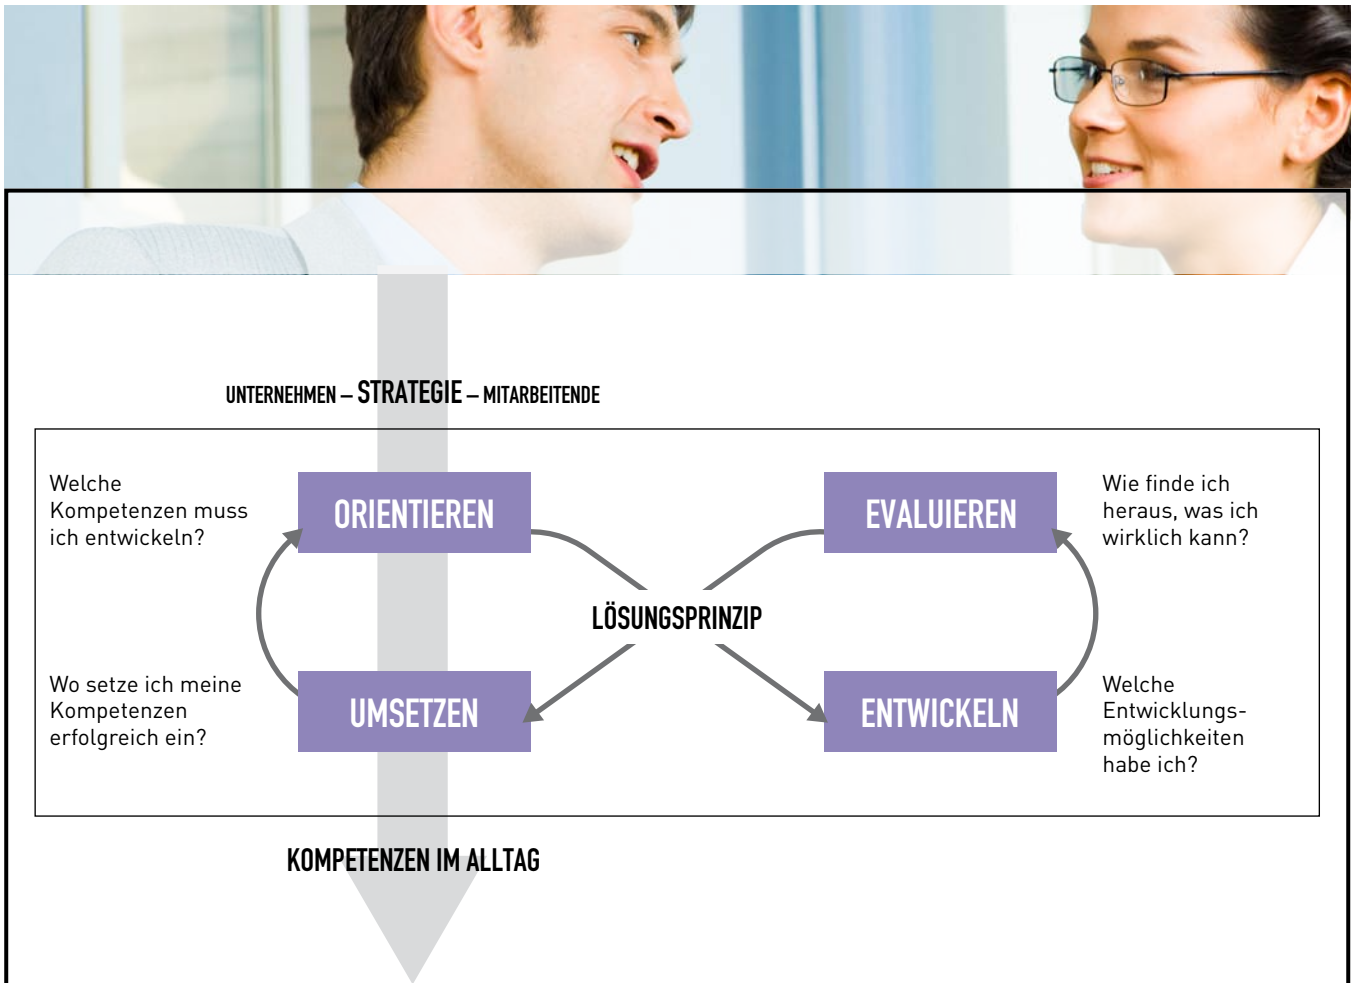 UNTERNEHMEN – STRATEGIE – MITARBEITENDE
Welche
Kompetenzen muss
ich entwickeln?
ORIENTIEREN
EVALUIEREN
Wie finde ich
heraus, was ich
wirklich kann?
LÖSUNGSPRINZIP
Wo setze ich meine
Kompetenzen
erfolgreich ein?
UMSETZEN
ENTWICKELN
Welche
Entwicklungs-
möglichkeiten
habe ich?
KOMPETENZEN IM ALLTAG